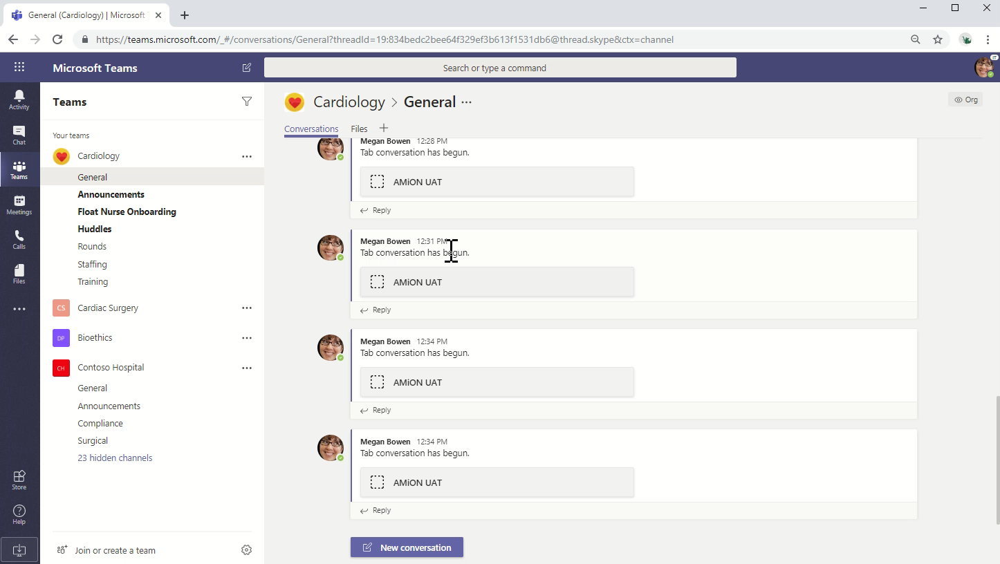 General (Cardiology) | Microsoft
https://teams.microsoft.com/_#/conversations/General?threadId=19:834bedc2bee64f329ef3b613f1531db6@thread.skype&ctx=channel
Microsoft Teams
Search or type a command
IT
Activity
Chat
Teams
Meetings
Calls
Files
Store
Help
Teams
Your teams
Cardiology
General
Announcements
Float Nurse Onboarding
Huddles
Rounds
Staffing
Training
CS Cardiac Surgery
DP Bioethics
CH Contoso Hospital
General
Announcements
Compliance
Surgical
23 hidden channels
Join or create a team
Cardiology > General ...
Org
Conversations Files
Megan Bowen 12:28 PM
Tab conversation has begun.
AMiON UAT
Reply
Megan Bowen 12:31 PM
Tab conversation has begun.
AMiON UAT
Reply
Megan Bowen 12:34 PM
Tab conversation has begun.
AMiON UAT
Reply
Megan Bowen 12:34 PM
Tab conversation has begun.
AMiON UAT
Reply
New conversation